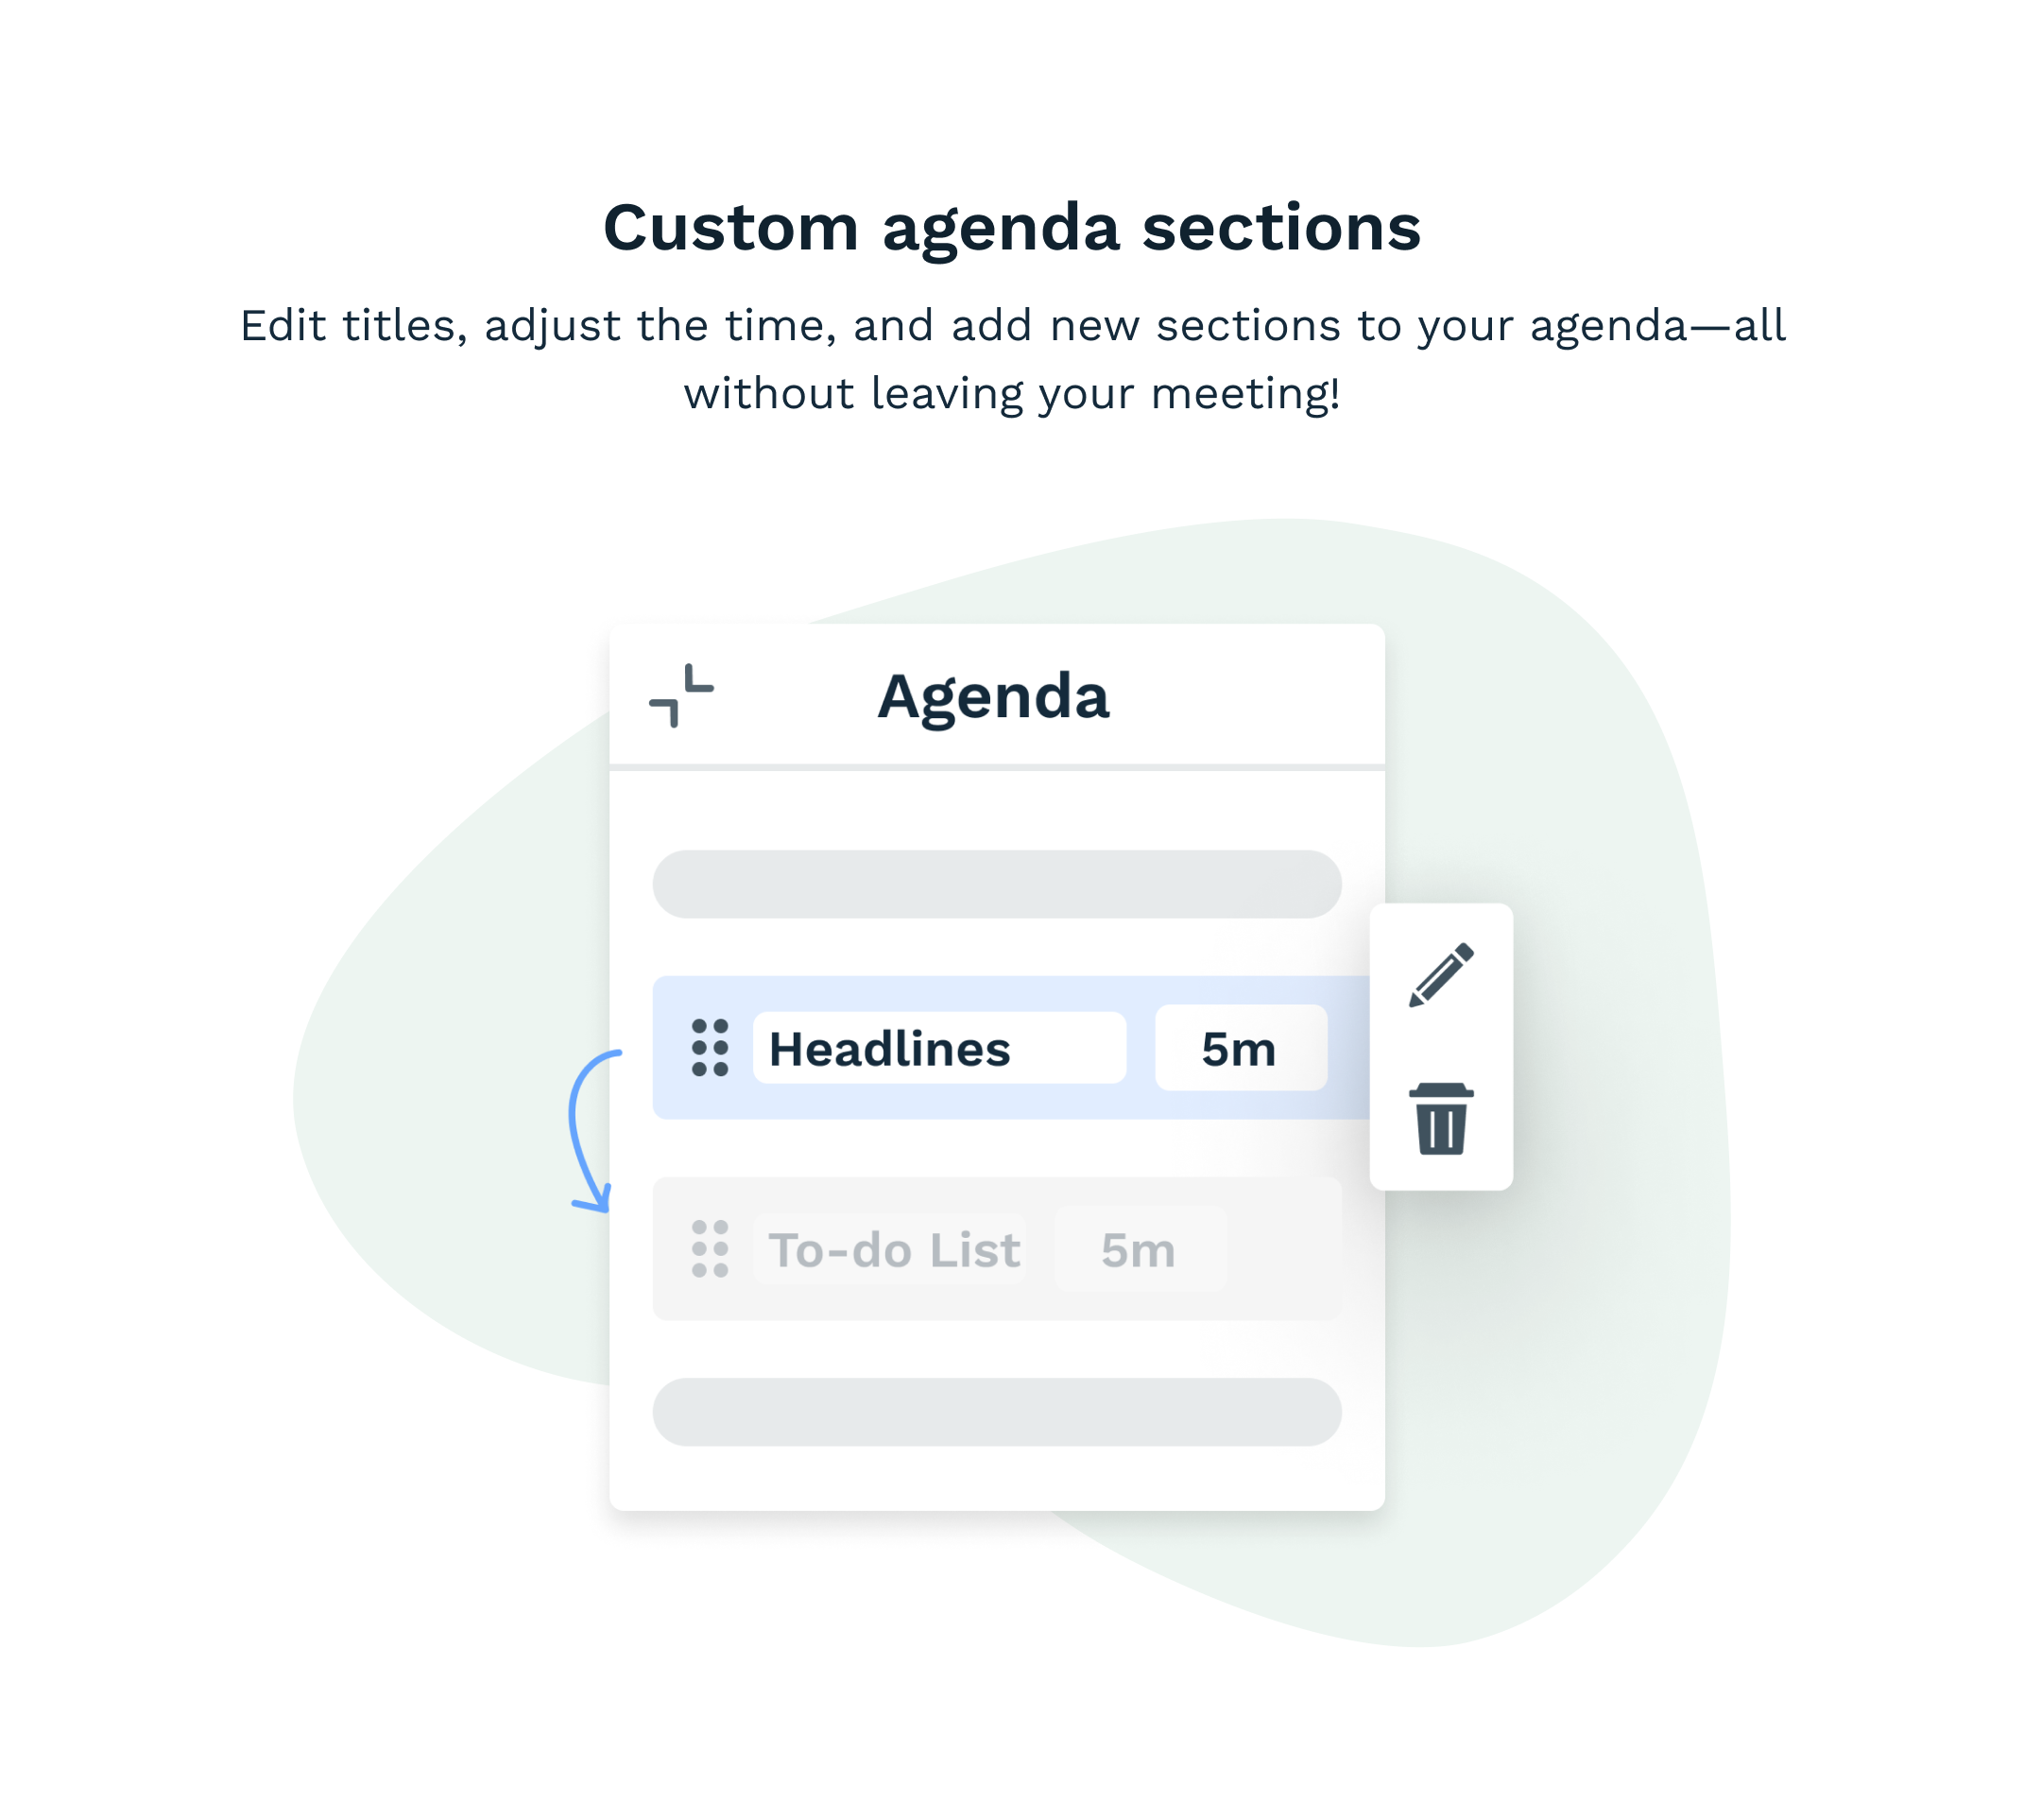 Custom agenda sections
Edit titles, adjust the time, and add new sections to your agenda—all
without leaving your meeting!
Agenda
Headlines 5m
To-do List 5m